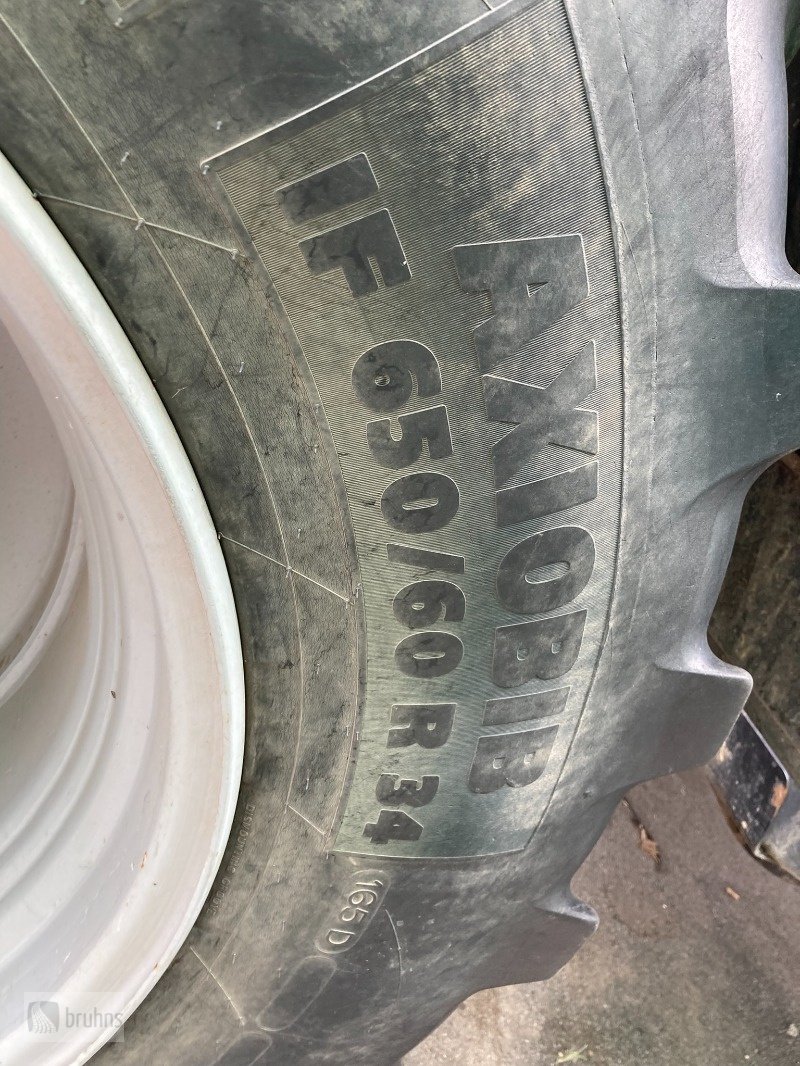 AXIOBIB
IF 650/60 R 34
165 D
bruhns